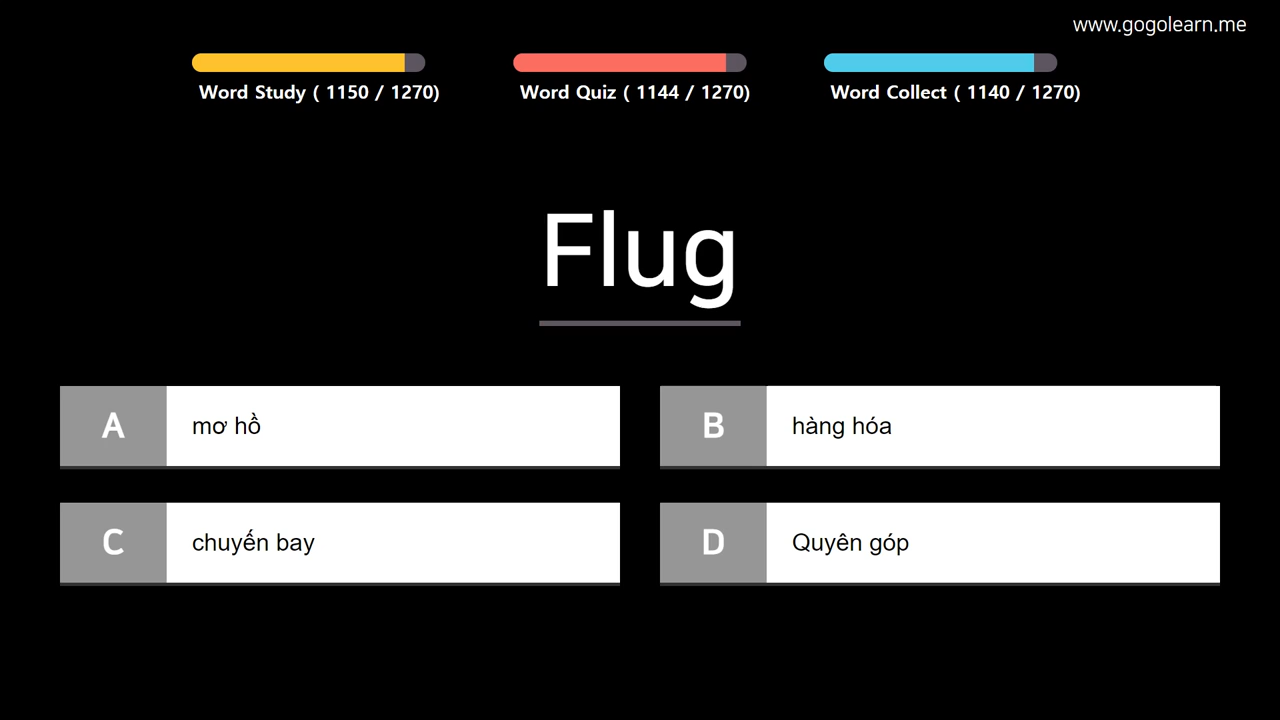 www.gogolearn.me
Word Study ( 1150 / 1270)
Word Quiz ( 1144 / 1270)
Word Collect ( 1140 / 1270)
Flug
A mơ hồ
B hàng hóa
C chuyến bay
D Quyên góp